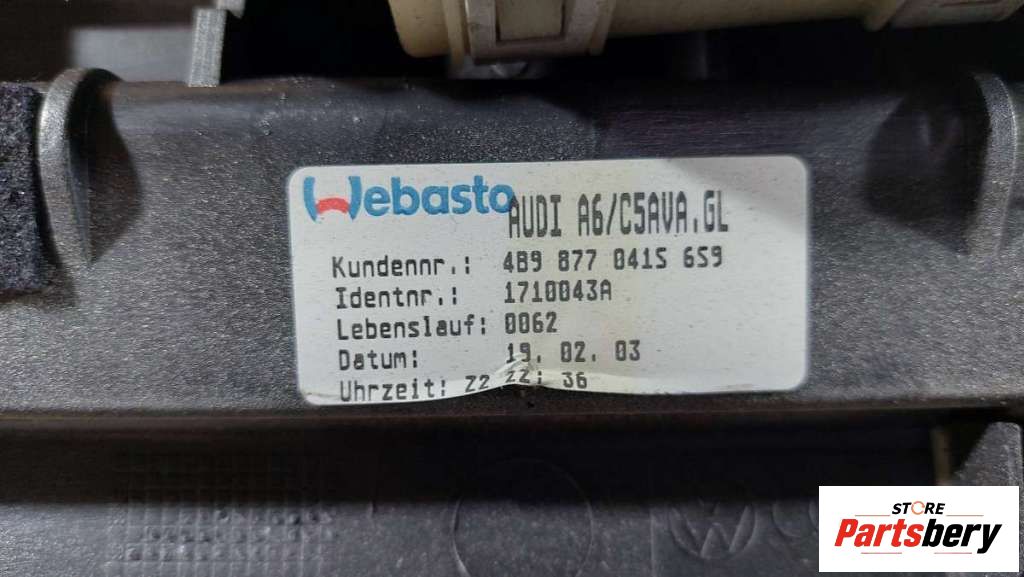 Webasto AUDI A6/C5AVA.GL
Kundennr.: 4B9 877 041S 6S9
Identnr.: 1710043A
Lebenslauf: 0062
Datum: 19. 02. 03
Uhrzeit: 22:22:36
STORE
Partsbery